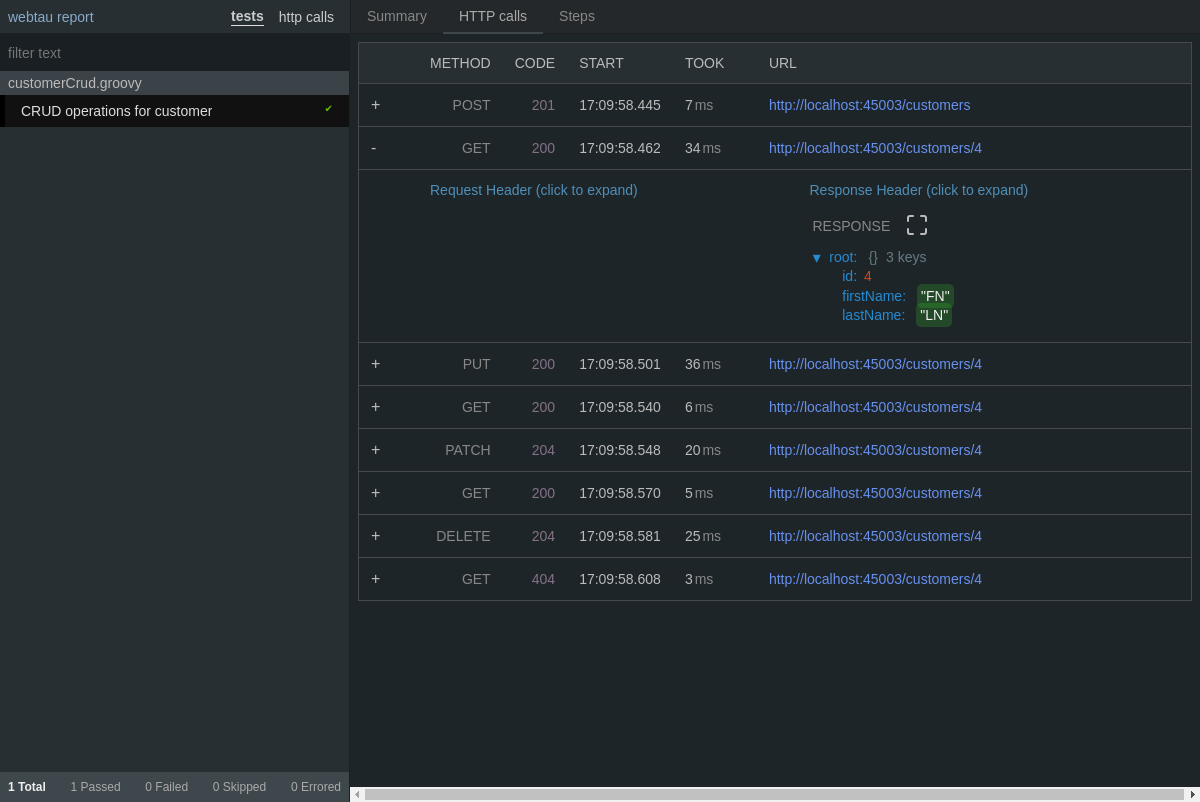 webtau report tests http calls
filter text
customerCrud.groovy
CRUD operations for customer ✔
1 Total 1 Passed 0 Failed 0 Skipped 0 Errored
Summary HTTP calls Steps
METHOD CODE START TOOK URL
+ POST 201 17:09:58.445 7 ms http://localhost:45003/customers
- GET 200 17:09:58.462 34 ms http://localhost:45003/customers/4
Request Header (click to expand) Response Header (click to expand)
RESPONSE
▼ root: {} 3 keys
id: 4
firstName: "FN"
lastName: "LN"
+ PUT 200 17:09:58.501 36 ms http://localhost:45003/customers/4
+ GET 200 17:09:58.540 6 ms http://localhost:45003/customers/4
+ PATCH 204 17:09:58.548 20 ms http://localhost:45003/customers/4
+ GET 200 17:09:58.570 5 ms http://localhost:45003/customers/4
+ DELETE 204 17:09:58.581 25 ms http://localhost:45003/customers/4
+ GET 404 17:09:58.608 3 ms http://localhost:45003/customers/4